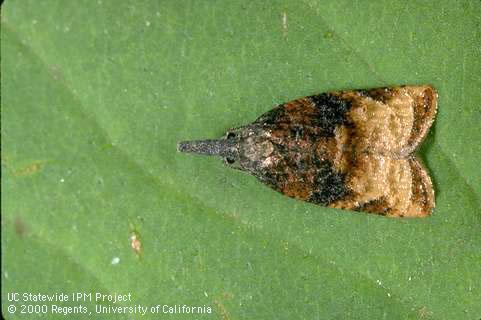 UC Statewide IPM Project
© 2000 Regents, University of California